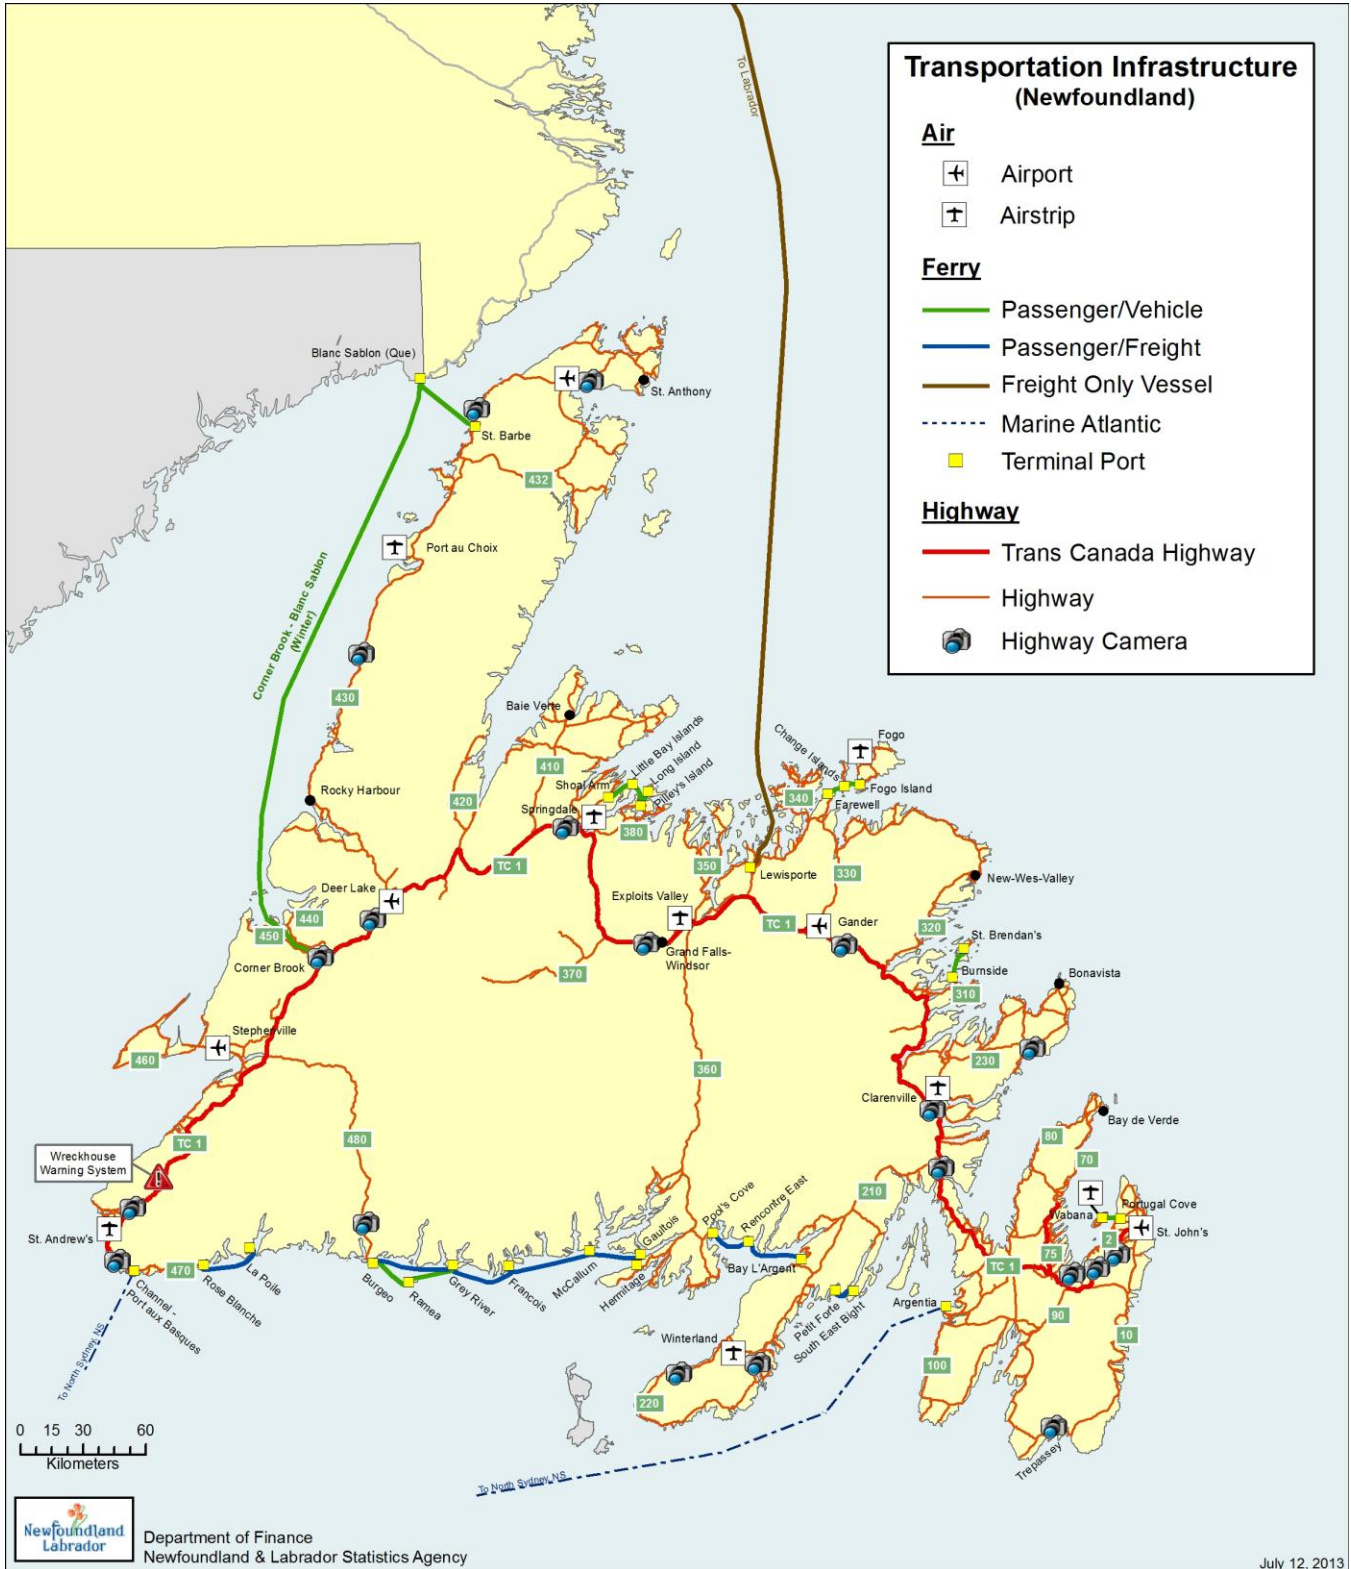 Transportation Infrastructure
(Newfoundland)
Air
Airport
Airstrip
Ferry
Passenger/Vehicle
Passenger/Freight
Freight Only Vessel
Marine Atlantic
Terminal Port
Highway
Trans Canada Highway
Highway
Highway Camera
To Labrador
Blanc Sablon (Que)
St. Anthony
St. Barbe
432
Port au Choix
Corner Brook - Blanc Sablon
(Winter)
430
Baie Verte
Rocky Harbour
410
420
Shoal Arm
Little Bay Islands
Long Island
Pilley's Island
Springdale
380
TC 1
Change Islands
Fogo
Fogo Island
Farewell
340
350
330
Lewisporte
New-Wes-Valley
Deer Lake
Exploits Valley
440
450
Corner Brook
TC 1
Gander
320
St. Brendan's
Grand Falls-
Windsor
370
Burnside
310
Bonavista
Stephenville
460
230
360
Clarenville
TC 1
480
Bay de Verde
80
70
Wreckhouse
Warning System
!
210
Wabana
Portugal Cove
St. John's
2
75
St. Andrew's
470
Channel -
Port aux Basques
Rose Blanche
La Poile
Burgeo
Ramea
Grey River
Francois
McCallum
Hermitage
Gaultois
Pool's Cove
Rencontre East
Bay L'Argent
Petit Forte
South East Bight
Argentia
TC 1
90
10
100
Winterland
220
Trepassey
To North Sydney, NS
To North Sydney, NS
0 15 30 60
Kilometers
Newfoundland
Labrador
Department of Finance
Newfoundland & Labrador Statistics Agency
July 12, 2013